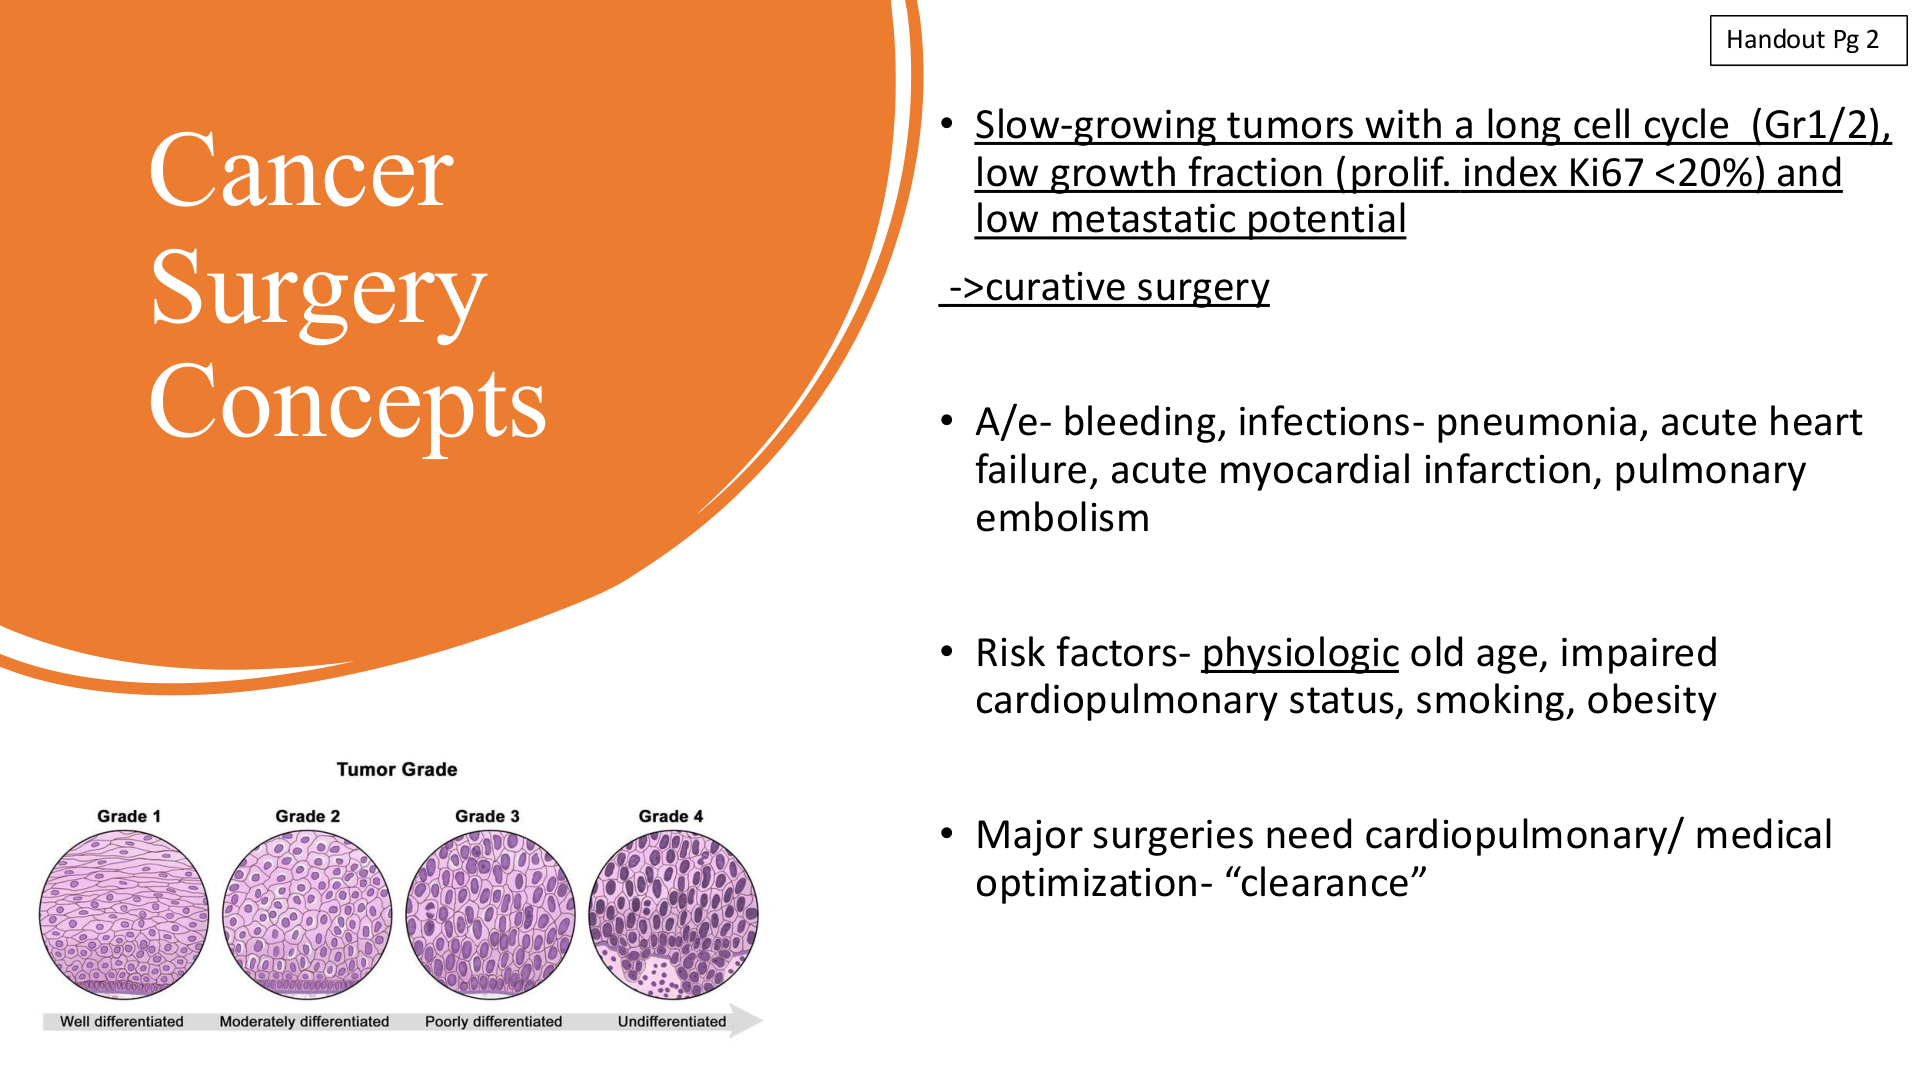 Handout Pg 2
Cancer
Surgery
Concepts
• Slow-growing tumors with a long cell cycle  (Gr1/2),
low growth fraction (prolif. index Ki67 <20%) and
low metastatic potential
->curative surgery
• A/e- bleeding, infections- pneumonia, acute heart
failure, acute myocardial infarction, pulmonary
embolism
• Risk factors- physiologic old age, impaired
cardiopulmonary status, smoking, obesity
• Major surgeries need cardiopulmonary/ medical
optimization- “clearance”
Tumor Grade
Grade 1 Grade 2 Grade 3 Grade 4
Well differentiated Moderately differentiated Poorly differentiated Undifferentiated